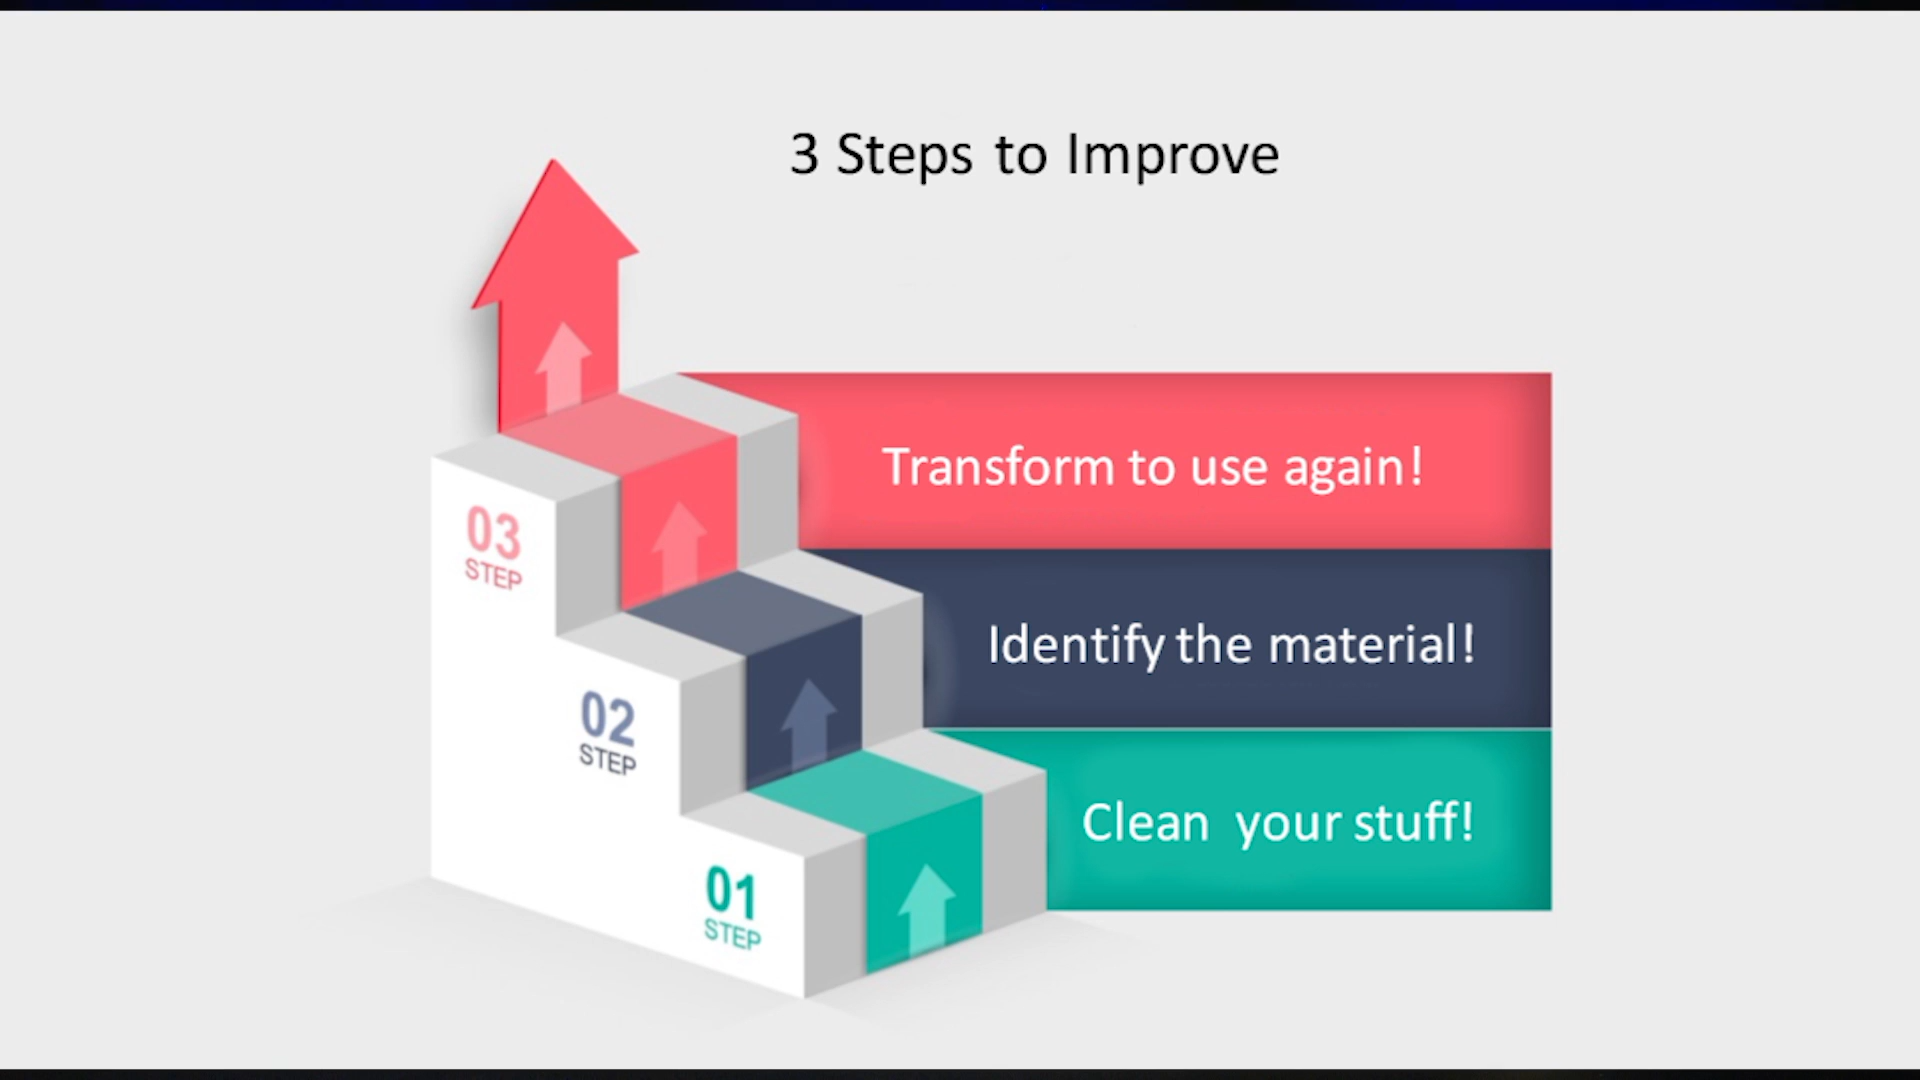 3 Steps to Improve
Transform to use again!
03
STEP
Identify the material!
02
STEP
Clean your stuff!
01
STEP